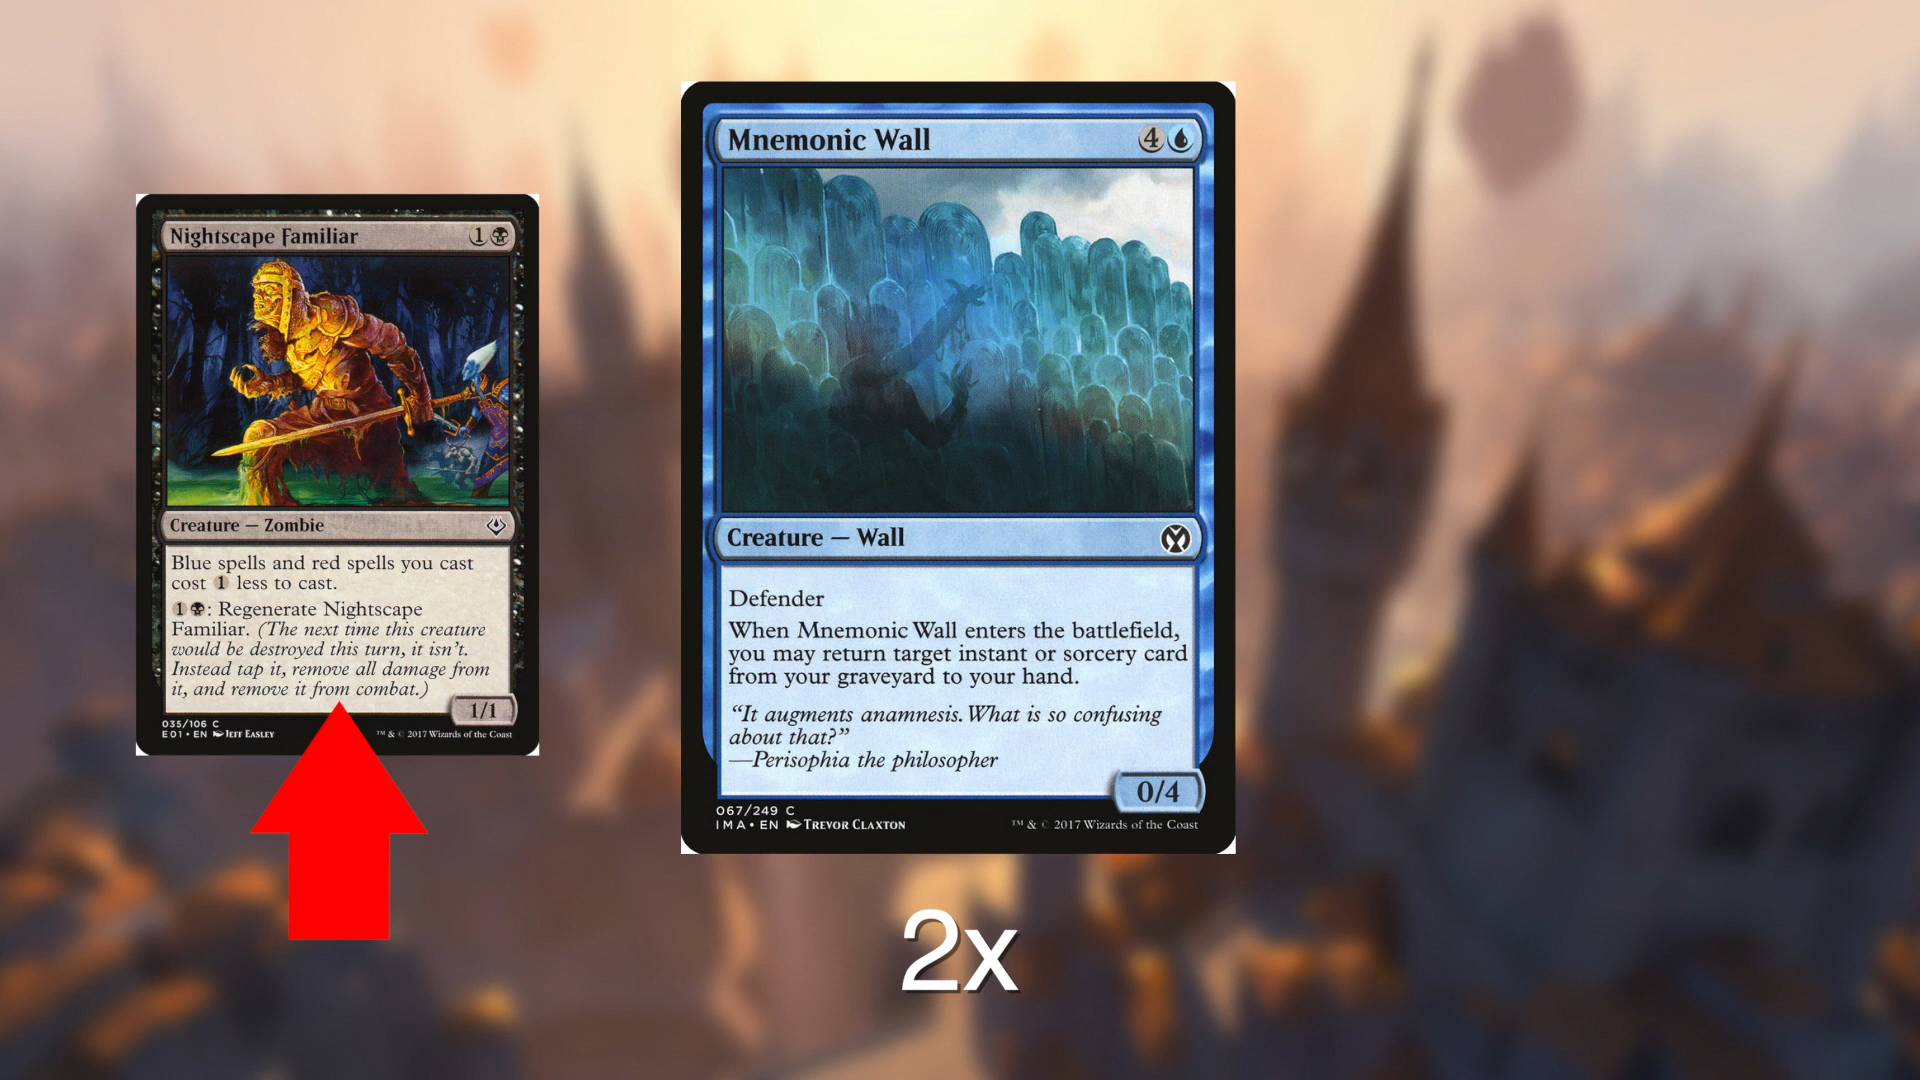 Nightscape Familiar 1
Creature — Zombie
Blue spells and red spells you cast
cost 1 less to cast.
1: Regenerate Nightscape
Familiar. (The next time this creature
would be destroyed this turn, it isn't.
Instead tap it, remove all damage from
it, and remove it from combat.)
1/1
035/106 C
E01 • EN JEFF EASLEY
™ & © 2017 Wizards of the Coast
Mnemonic Wall 4
Creature — Wall
Defender
When Mnemonic Wall enters the battlefield,
you may return target instant or sorcery card
from your graveyard to your hand.
“It augments anamnesis. What is so confusing
about that?”
—Perisophia the philosopher
0/4
067/249 C
IMA • EN TREVOR CLAXTON
™ & © 2017 Wizards of the Coast
2x